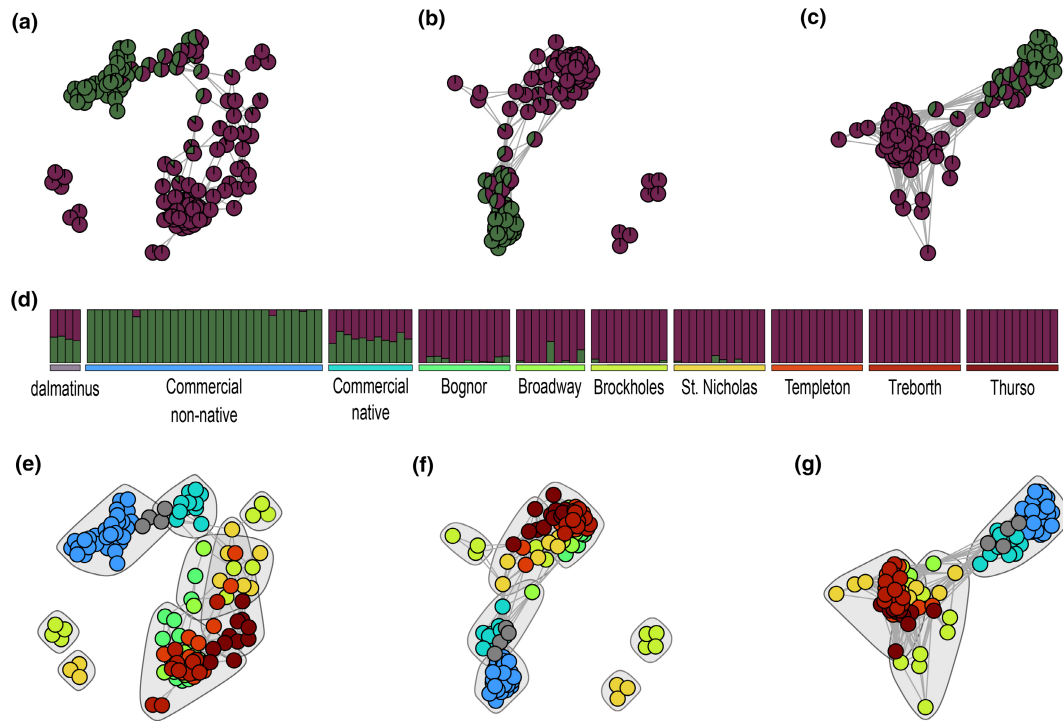 (a)
(b)
(c)
(d)
dalmatinus
Commercial
non-native
Commercial
native
Bognor
Broadway
Brockholes
St. Nicholas
Templeton
Treborth
Thurso
(e)
(f)
(g)